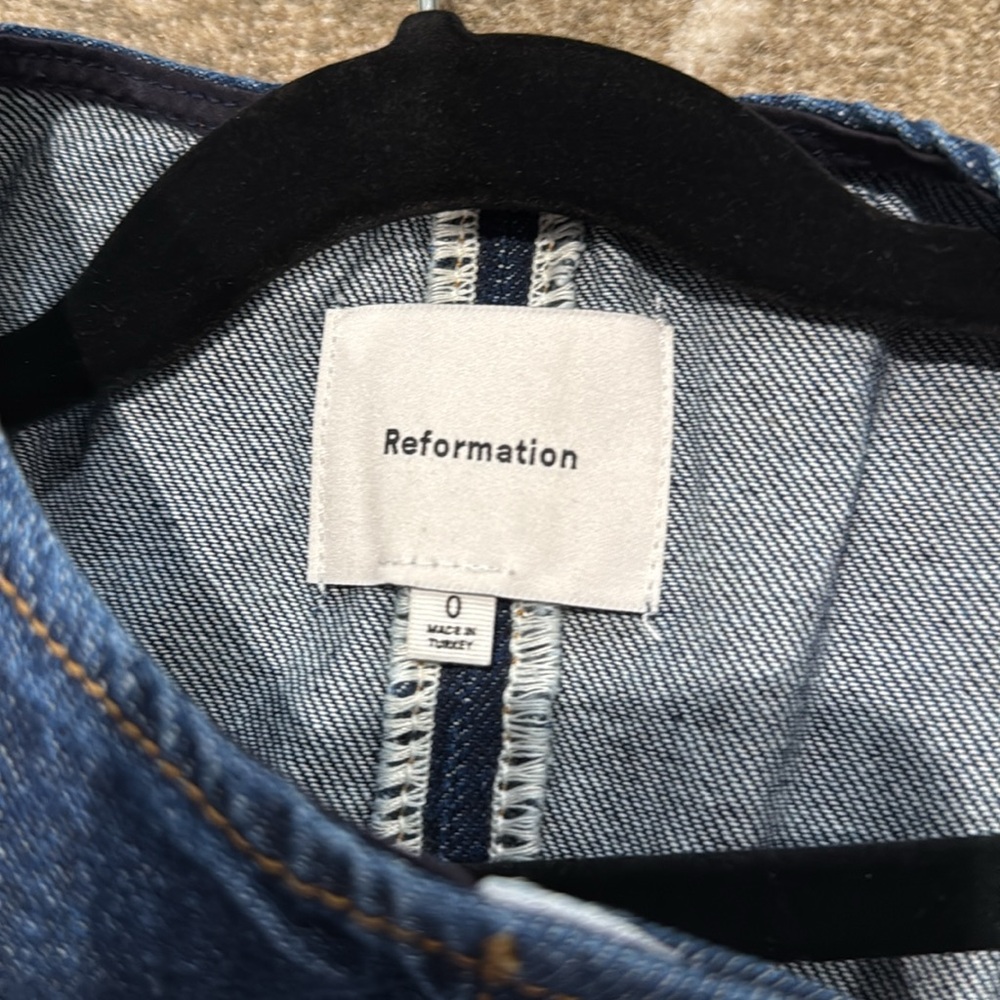 Reformation
0
MADE IN
TURKEY